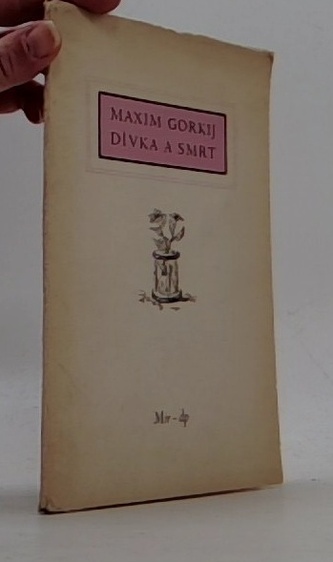 MAXIM GORKIJ
DÍVKA A SMRT
Mír - dp